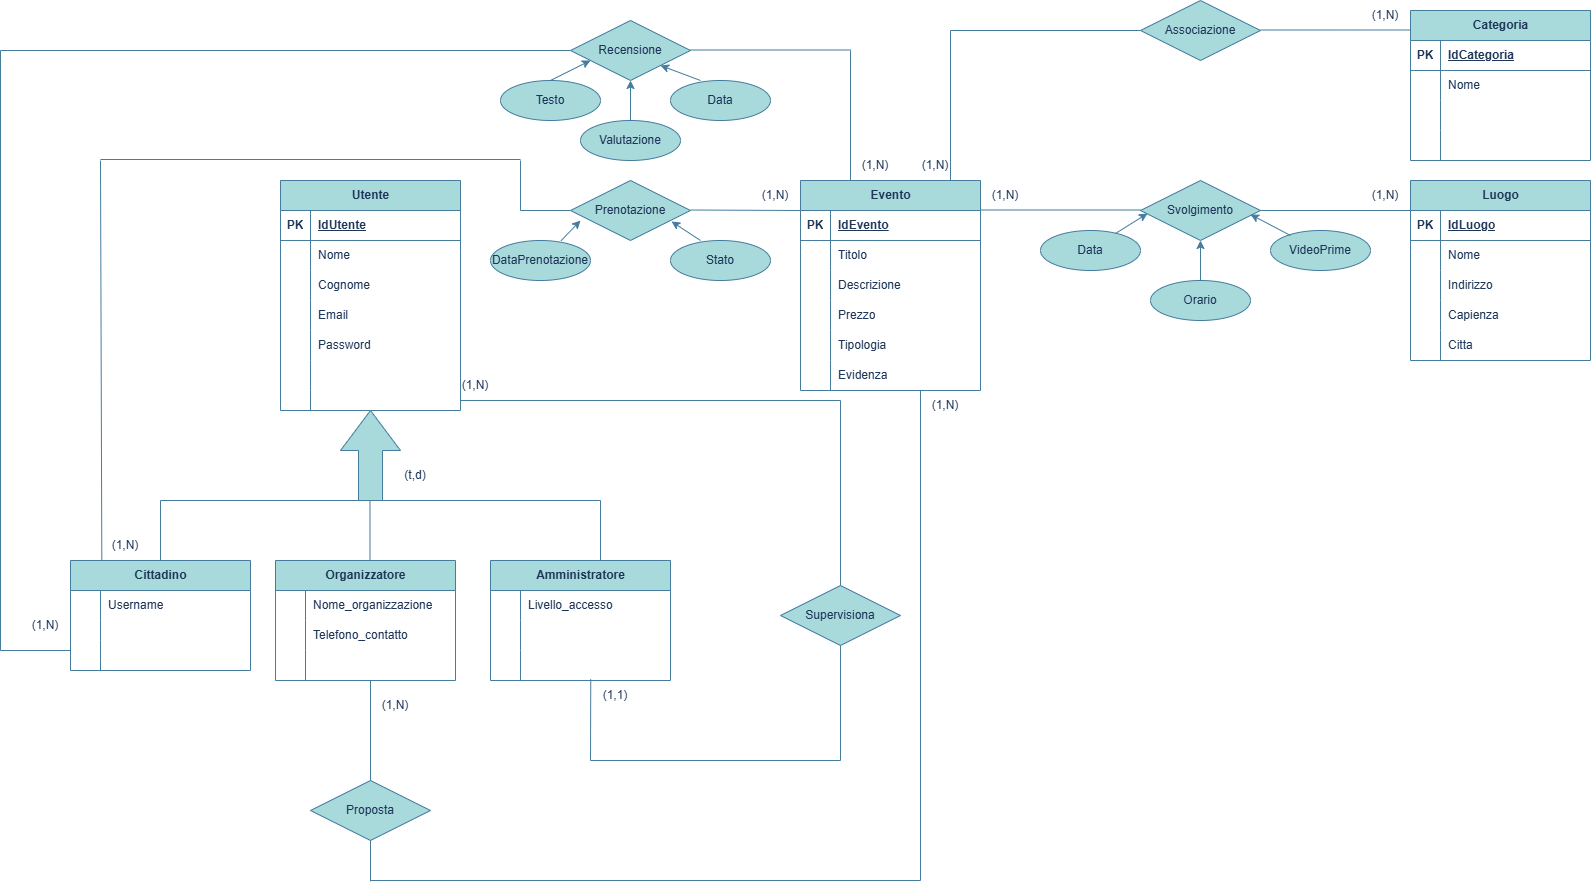 (1,N)
Categoria
Associazione
PK IdCategoria
Nome
Recensione
Testo
Data
Valutazione
(1,N)
(1,N)
Utente
PK IdUtente
Nome
Cognome
Email
Password
(1,N)
Prenotazione
DataPrenotazione
Stato
(1,N)
Evento
PK IdEvento
Titolo
Descrizione
Prezzo
Tipologia
Evidenza
(1,N)
(1,N)
Svolgimento
Data
VideoPrime
Orario
(1,N)
Luogo
PK IdLuogo
Nome
Indirizzo
Capienza
Citta
(t,d)
(1,N)
Cittadino
Username
(1,N)
Organizzatore
Nome_organizzazione
Telefono_contatto
Amministratore
Livello_accesso
Supervisiona
(1,N)
(1,1)
Proposta